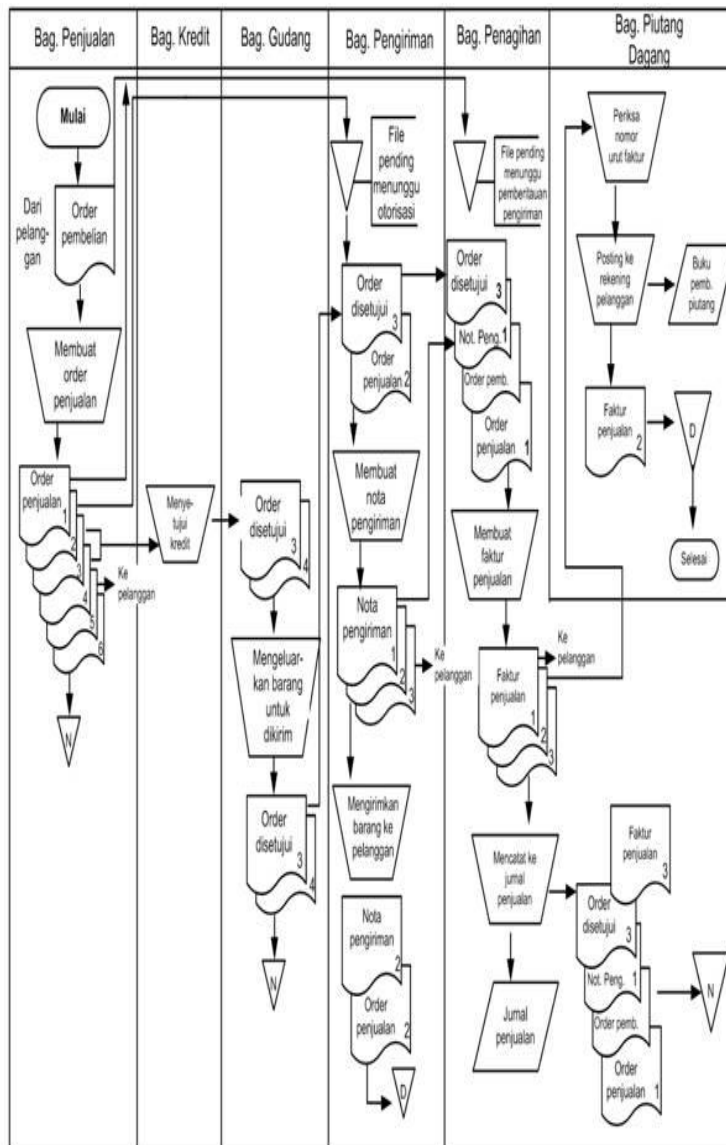 Bag. Penjualan
Bag. Kredit
Bag. Gudang
Bag. Pengiriman
Bag. Penagihan
Bag. Piutang
Dagang
Mulai
Dari
pelang-
gan
Order
pembelian
Membuat
order
penjualan
Order
penjualan
1
2
3
4
5
6
Ke
pelanggan
N
Menye-
tujui
kredit
Order
disetujui
3
4
Mengeluar-
kan barang
untuk
dikirim
Order
disetujui
3
4
N
File
pending
menunggu
otorisasi
Order
disetujui
3
Order
penjualan
2
Membuat
nota
pengiriman
Nota
pengiriman
1
2
3
Ke
pelanggan
Mengirimkan
barang ke
pelanggan
Nota
pengiriman
2
Order
penjualan
2
D
File pending
menunggu
pemberitauan
pengiriman
Order
disetujui
3
Not. Peng.
1
Order pemb.
Order
penjualan
1
Membuat
faktur
penjualan
Faktur
penjualan
1
2
3
Ke
pelanggan
Mencatat ke
jurnal
penjualan
Jurnal
penjualan
Periksa
nomor
urut faktur
Posting ke
rekening
pelanggan
Buku
pemb.
piutang
Faktur
penjualan
2
D
Selesai
Faktur
penjualan
3
Order
disetujui
3
Not. Peng.
1
Order pemb.
Order
penjualan
1
N